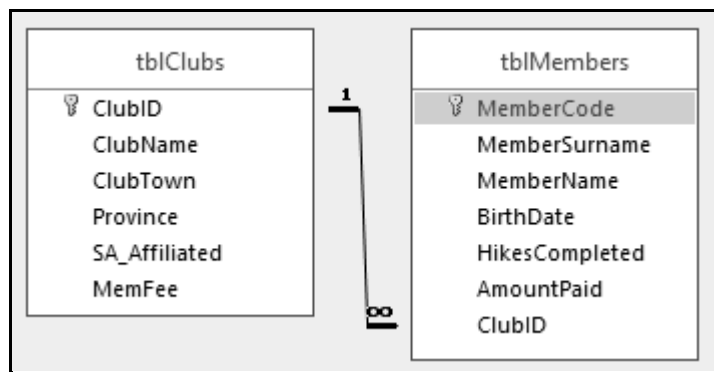 tblClubs
ClubID
ClubName
ClubTown
Province
SA_Affiliated
MemFee
1
∞
tblMembers
MemberCode
MemberSurname
MemberName
BirthDate
HikesCompleted
AmountPaid
ClubID